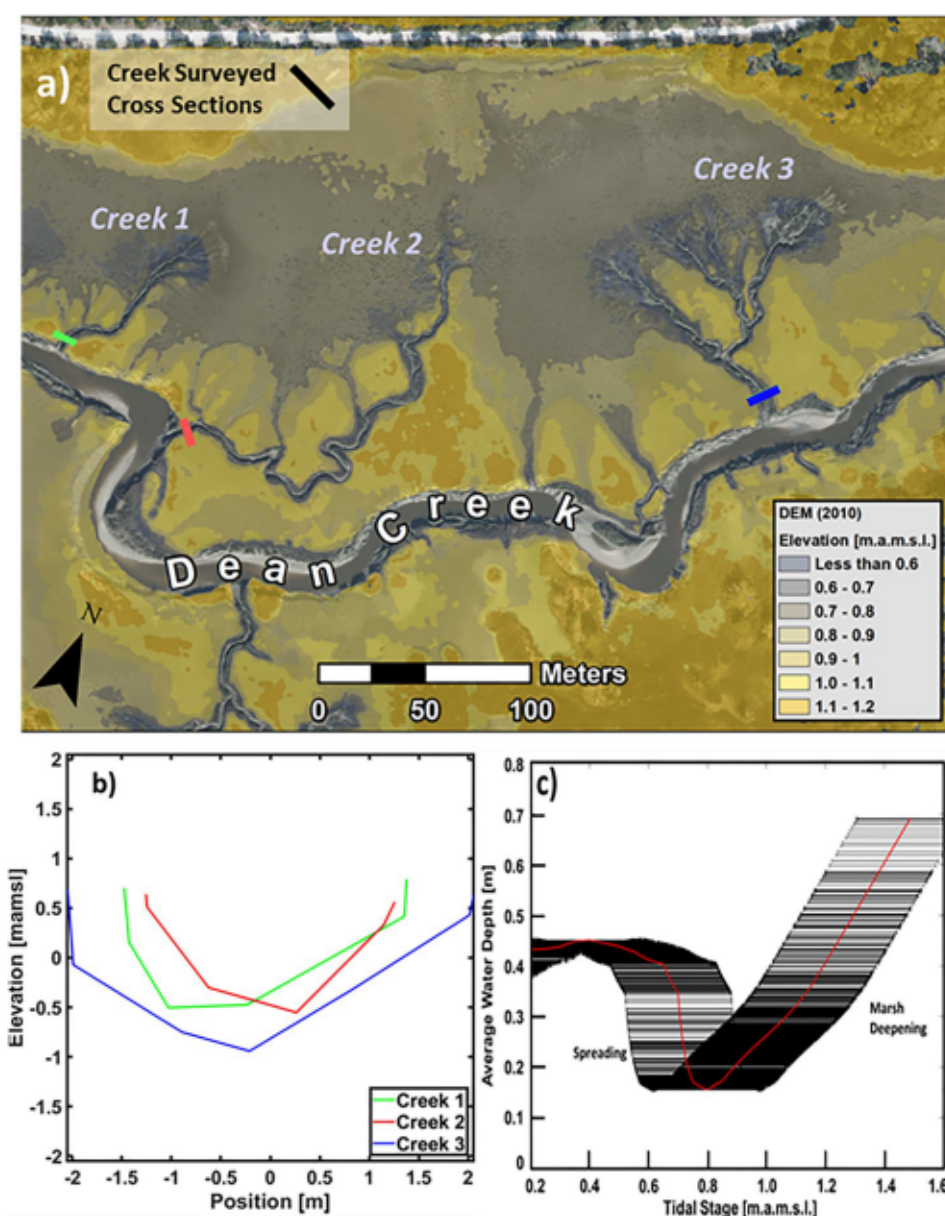 a)
Creek Surveyed
Cross Sections
Creek 1
Creek 2
Creek 3
Dean Creek
N
Meters
0 50 100
DEM (2010)
Elevation [m.a.m.s.l.]
Less than 0.6
0.6 - 0.7
0.7 - 0.8
0.8 - 0.9
0.9 - 1
1.0 - 1.1
1.1 - 1.2
b)
Elevation [mamsl]
2
1.5
1
0.5
0
-0.5
-1
-1.5
-2
-2 -1.5 -1 -0.5 0 0.5 1 1.5 2
Position [m]
Creek 1
Creek 2
Creek 3
c)
Average Water Depth [m]
0.8
0.7
0.6
0.5
0.4
0.3
0.2
0.1
0
0.2 0.4 0.6 0.8 1.0 1.2 1.4 1.6
Tidal Stage [m.a.m.s.l.]
Spreading
Marsh
Deepening